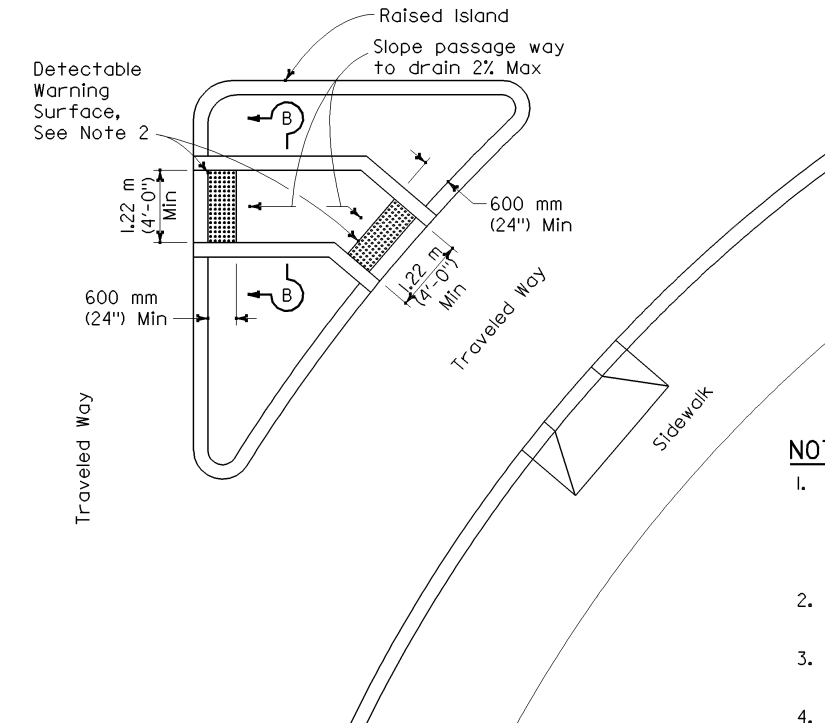 Raised Island
Slope passage way
to drain 2% Max
Detectable
Warning
Surface,
See Note 2
B
1.22 m
(4'-0")
Min
600 mm
(24") Min
1.22 m
(4'-0")
Min
B
600 mm
(24") Min
Traveled Way
Traveled Way
Sidewalk
NOT
1.
2.
3.
4.